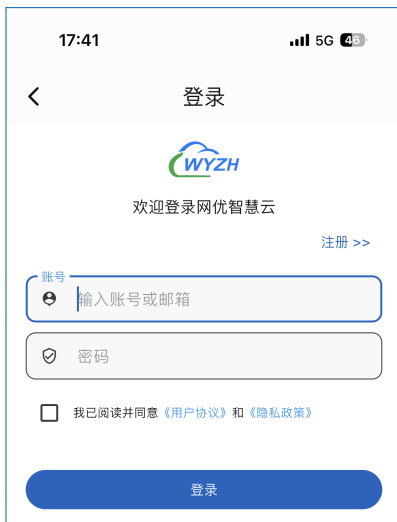 17:41 5G 46
登录
WYZH
欢迎登录网优智慧云
注册 >>
账号
输入账号或邮箱
密码
我已阅读并同意《用户协议》和《隐私政策》
登录